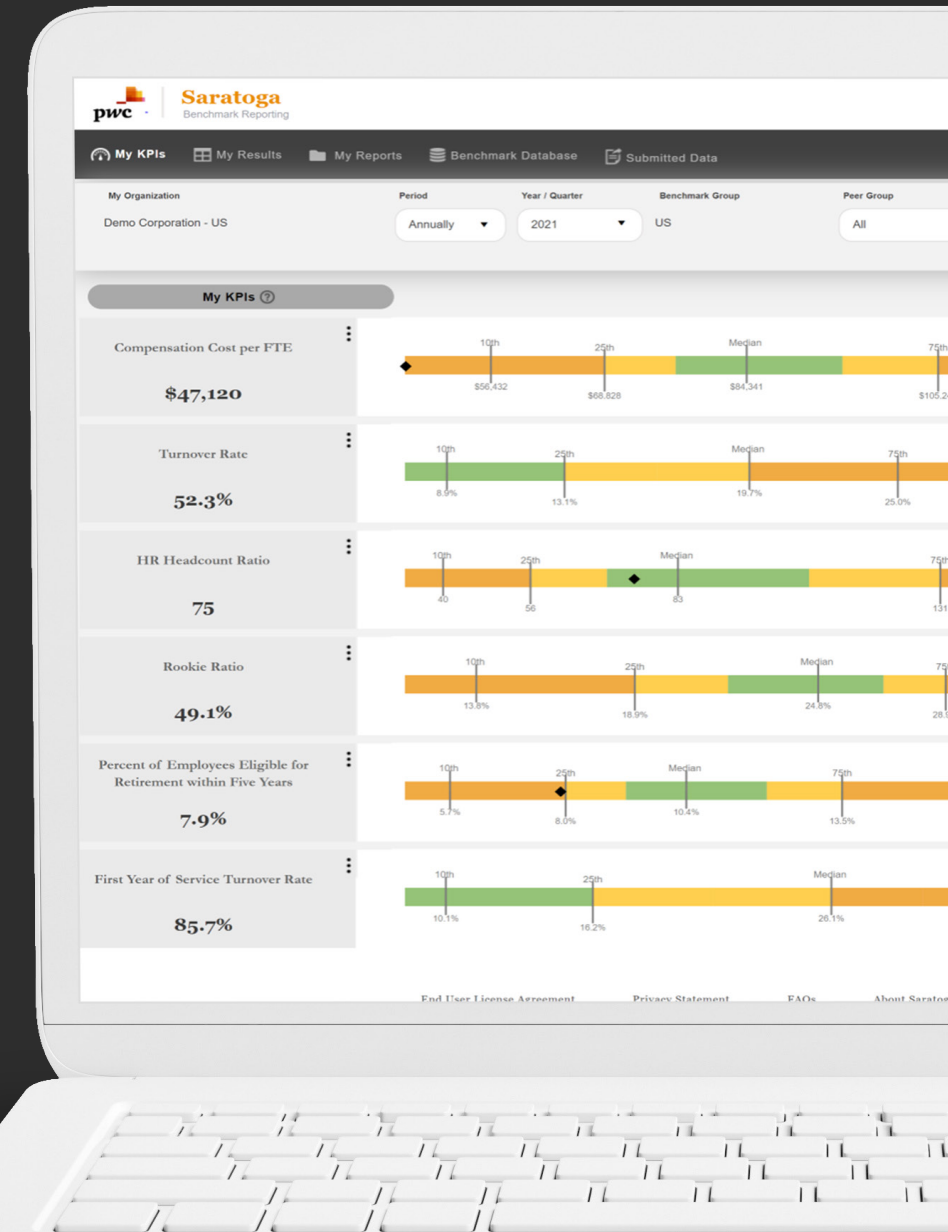 pwc
Saratoga
Benchmark Reporting
My KPIs My Results My Reports Benchmark Database Submitted Data
My Organization Period Year / Quarter Benchmark Group Peer Group
Demo Corporation - US Annually 2021 US All
My KPIs ?
Compensation Cost per FTE
$47,120
10th 25th Median 75th
$56,432 $68,828 $84,341
Turnover Rate
52.3%
10th 25th Median 75th
8.9% 13.1% 19.7% 25.0%
HR Headcount Ratio
75
10th 25th Median 75th
40 56 83 131
Rookie Ratio
49.1%
10th 25th Median
13.8% 18.9% 24.8%
Percent of Employees Eligible for
Retirement within Five Years
7.9%
10th 25th Median 75th
5.7% 8.0% 10.4% 13.5%
First Year of Service Turnover Rate
85.7%
10th 25th Median
10.1% 16.2% 26.1%
End User License Agreement Privacy Statement FAQs About